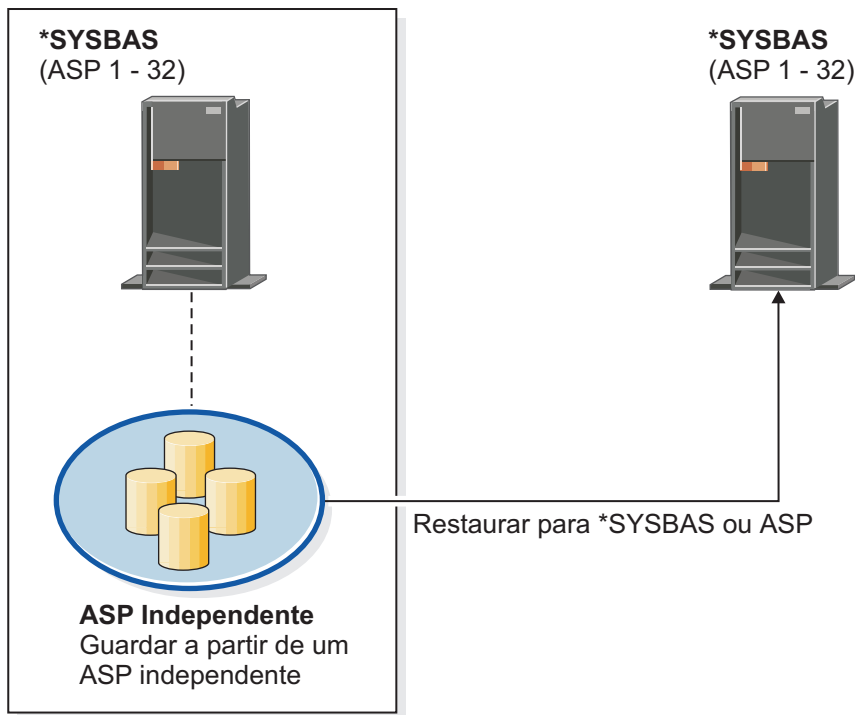 *SYSBAS
(ASP 1 - 32)
*SYSBAS
(ASP 1 - 32)
Restaurar para *SYSBAS ou ASP
ASP Independente
Guardar a partir de um
ASP independente